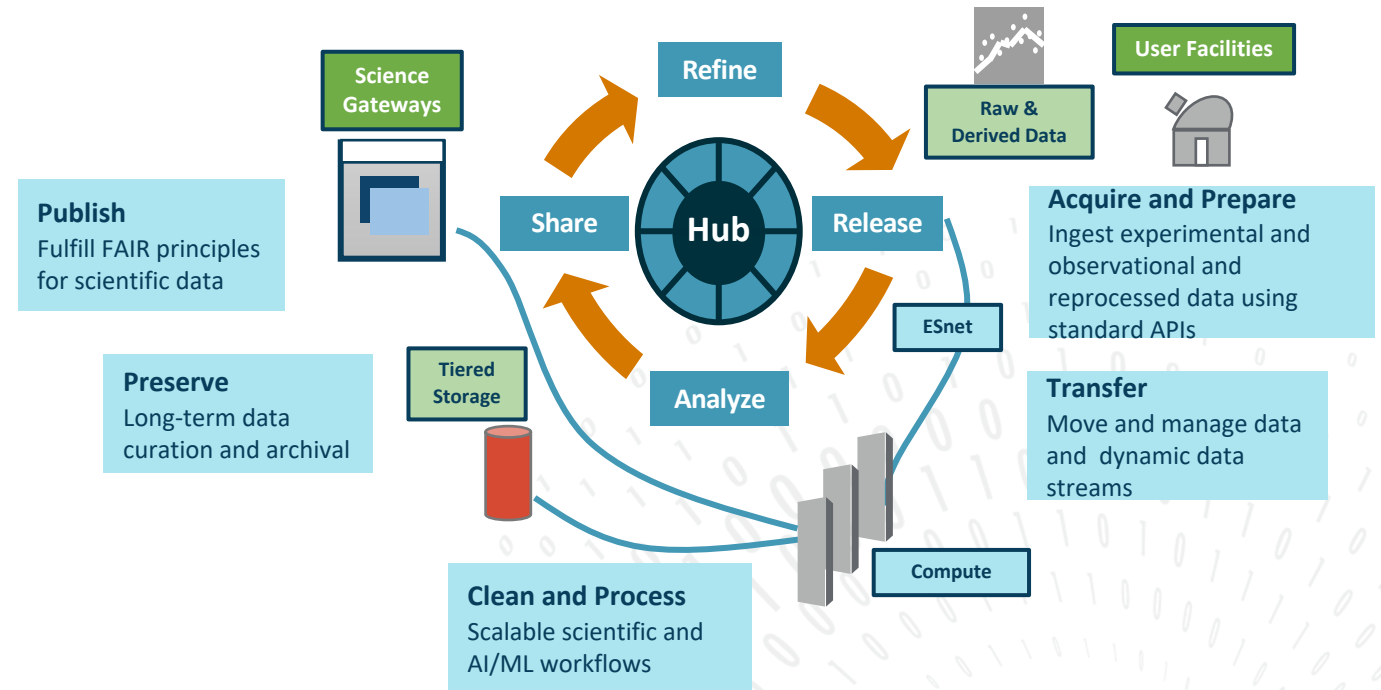 Science
Gateways
Refine
User Facilities
Raw &
Derived Data
Publish
Fulfill FAIR principles
for scientific data
Share
Hub
Release
Acquire and Prepare
Ingest experimental and
observational and
reprocessed data using
standard APIs
ESnet
Preserve
Long-term data
curation and archival
Tiered
Storage
Analyze
Transfer
Move and manage data
and  dynamic data
streams
Compute
Clean and Process
Scalable scientific and
AI/ML workflows